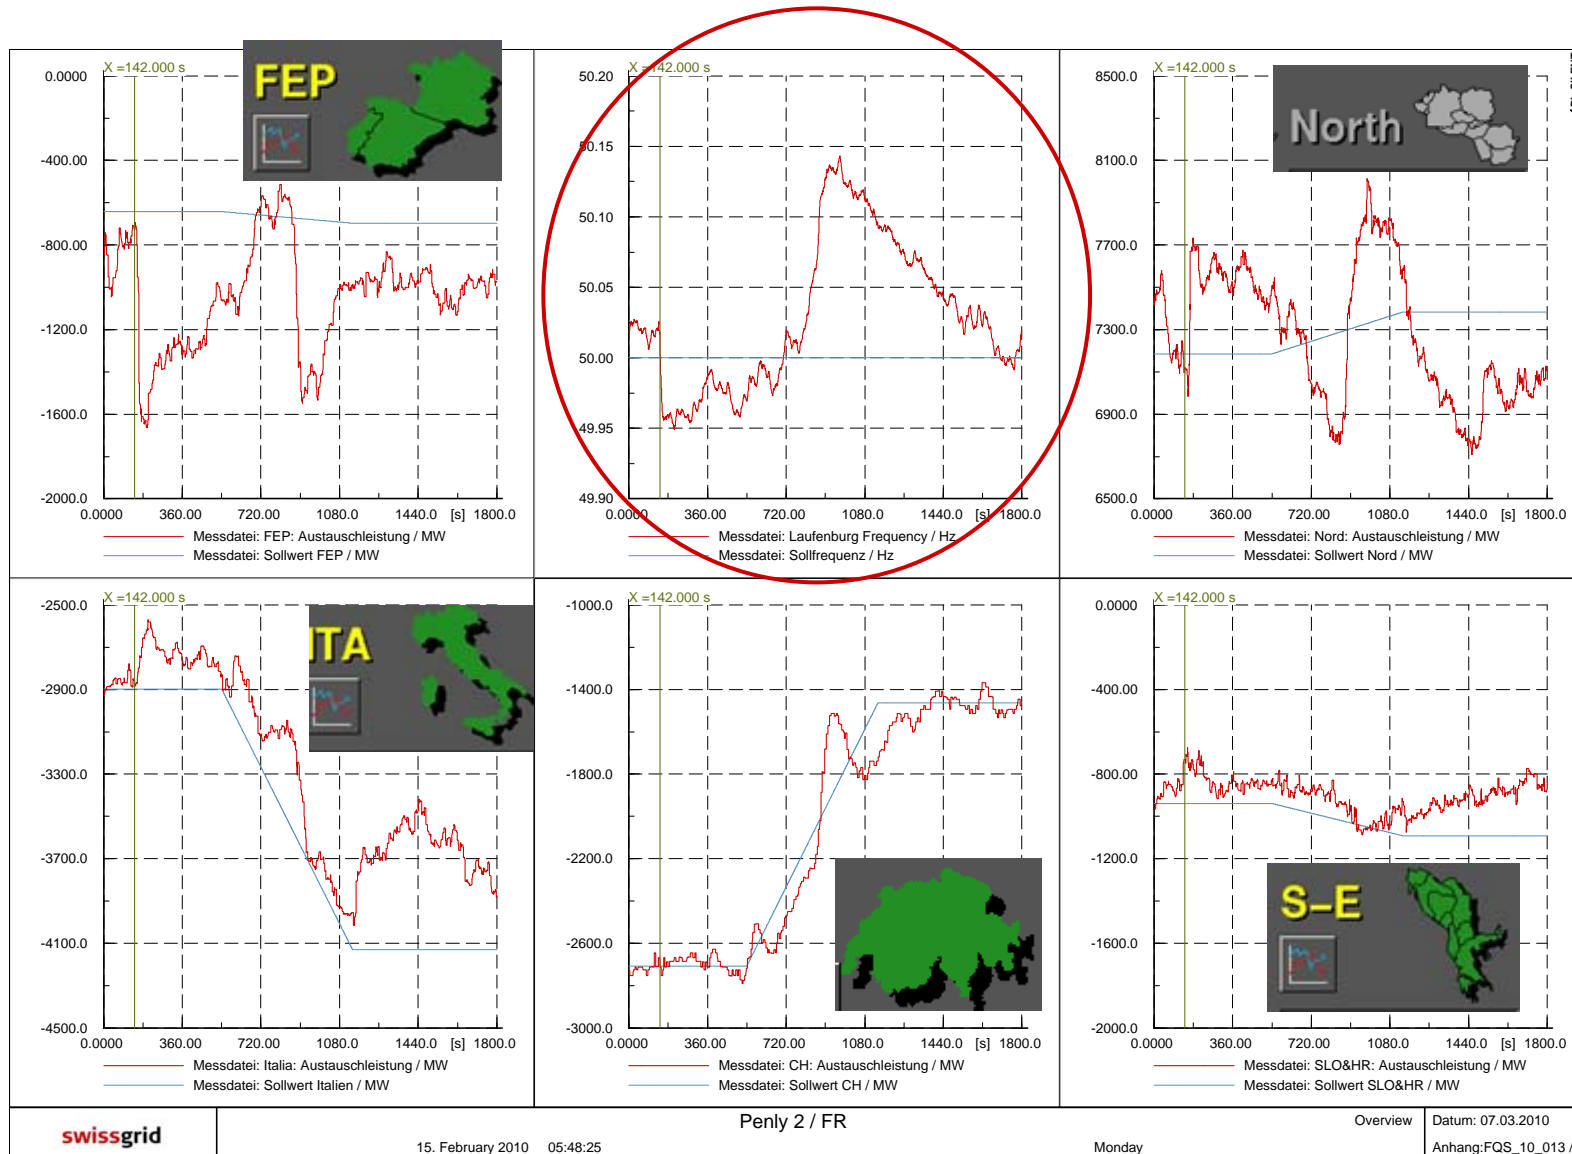 X =142.000 s
FEP
0.0000
-400.00
-800.00
-1200.0
-1600.0
-2000.0
0.0000 360.00 720.00 1080.0 1440.0 [s] 1800.0
Messdatei: FEP: Austauschleistung / MW
Messdatei: Sollwert FEP / MW
X =142.000 s
50.20
50.15
50.10
50.05
50.00
49.95
49.90
0.0000 360.00 720.00 1080.0 1440.0 [s] 1800.0
Messdatei: Laufenburg Frequency / Hz
Messdatei: Sollfrequenz / Hz
X =142.000 s
North
8500.0
8100.0
7700.0
7300.0
6900.0
6500.0
0.0000 360.00 720.00 1080.0 1440.0 [s] 1800.0
Messdatei: Nord: Austauschleistung / MW
Messdatei: Sollwert Nord / MW
X =142.000 s
ITA
-2500.0
-2900.0
-3300.0
-3700.0
-4100.0
-4500.0
0.0000 360.00 720.00 1080.0 1440.0 [s] 1800.0
Messdatei: Italia: Austauschleistung / MW
Messdatei: Sollwert Italien / MW
X =142.000 s
-1000.0
-1400.0
-1800.0
-2200.0
-2600.0
-3000.0
0.0000 360.00 720.00 1080.0 1440.0 [s] 1800.0
Messdatei: CH: Austauschleistung / MW
Messdatei: Sollwert CH / MW
X =142.000 s
0.0000
-400.00
-800.00
-1200.0
-1600.0
-2000.0
S-E
0.0000 360.00 720.00 1080.0 1440.0 [s] 1800.0
Messdatei: SLO&HR: Austauschleistung / MW
Messdatei: Sollwert SLO&HR / MW
swissgrid
Penly 2 / FR
15. February 2010 05:48:25
Monday
Overview
Datum: 07.03.2010
Anhang:FQS_10_013 /